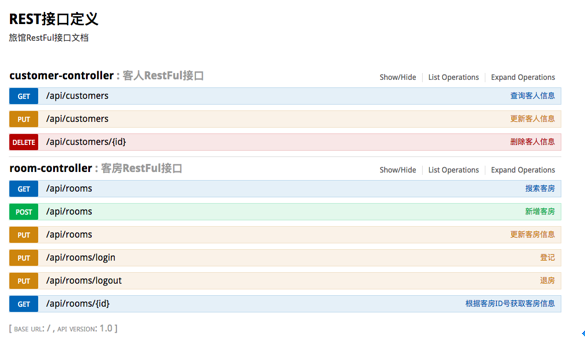 REST接口定义
旅馆RestFul接口文档
customer-controller : 客人RestFul接口 Show/Hide List Operations Expand Operations
GET /api/customers 查询客人信息
PUT /api/customers 更新客人信息
DELETE /api/customers/{id} 删除客人信息
room-controller : 客房RestFul接口 Show/Hide List Operations Expand Operations
GET /api/rooms 搜索客房
POST /api/rooms 新增客房
PUT /api/rooms 更新客房信息
PUT /api/rooms/login 登记
PUT /api/rooms/logout 退房
GET /api/rooms/{id} 根据客房ID号获取客房信息
[ BASE URL: / , API VERSION: 1.0 ]